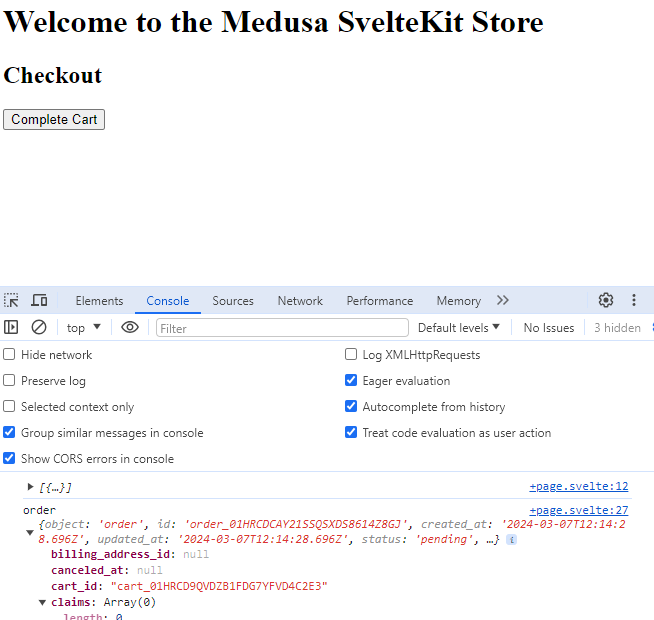 Welcome to the Medusa SvelteKit Store
Checkout
Complete Cart
Elements Console Sources Network Performance Memory
top Filter Default levels No Issues 3 hidden
Hide network Log XMLHttpRequests
Preserve log Eager evaluation
Selected context only Autocomplete from history
Group similar messages in console Treat code evaluation as user action
Show CORS errors in console
[{…}] +page.svelte:12
order +page.svelte:27
{object: 'order', id: 'order_01HRCDCAY21SSQSXDS8614Z8GJ', created_at: '2024-03-07T12:14:2
8.696Z', updated_at: '2024-03-07T12:14:28.696Z', status: 'pending', …} i
billing_address_id: null
canceled_at: null
cart_id: "cart_01HRCD9QVDZB1FDG7YFVD4C2E3"
claims: Array(0)
length: 0